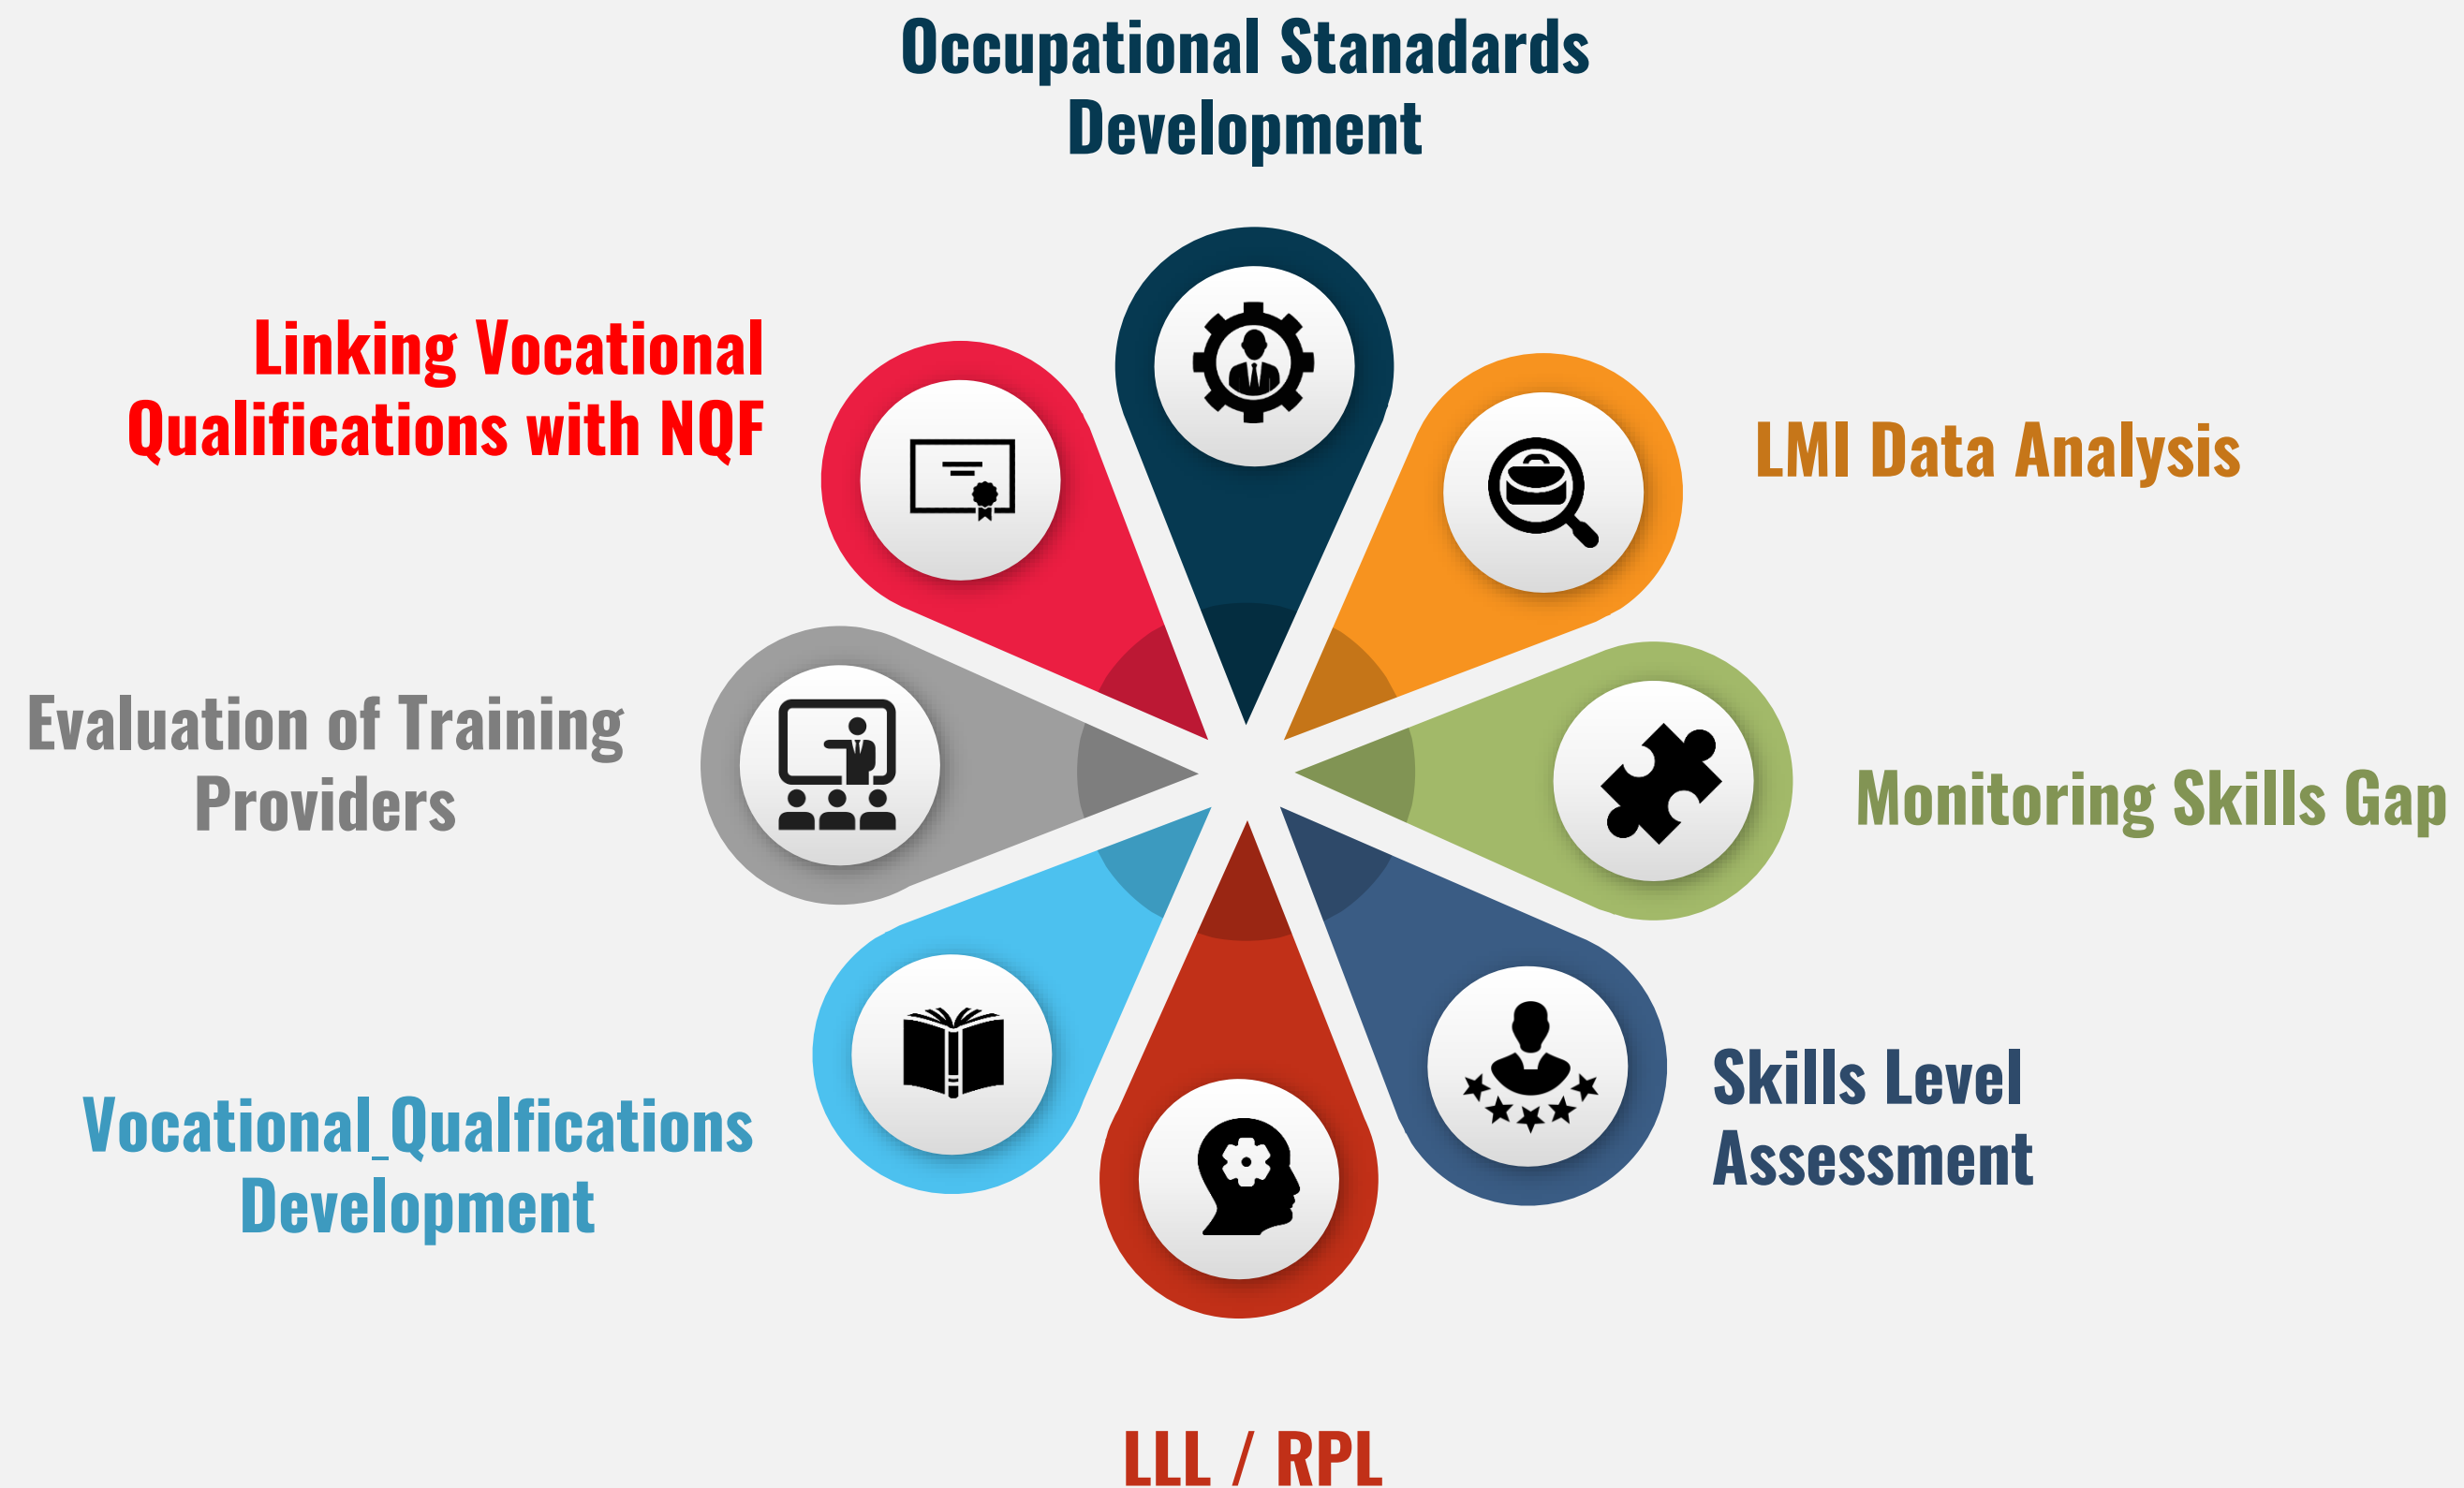 Occupational Stanadards
Development
Linking Vocational
Qualifications with NQF
LMI Data Analysis
Evaluation of Training
Providers
Monitoring Skills Gap
Vocational_Qualfications
Development
Skills Level
Assessment
LLL / RPL